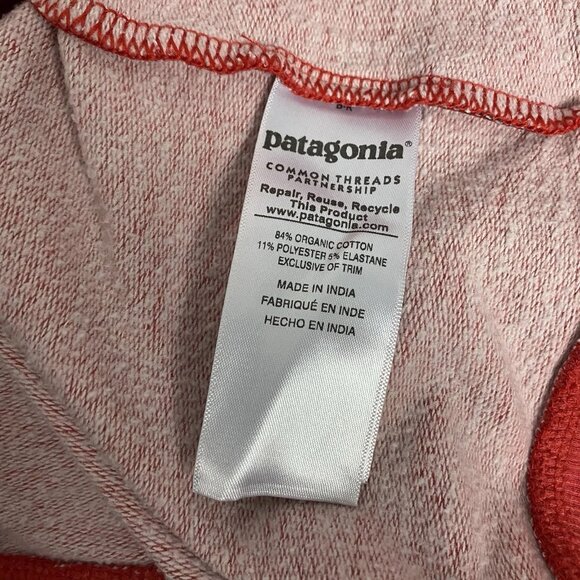 patagonia®
COMMON THREADS
PARTNERSHIP
Repair, Reuse, Recycle
This Product
www.patagonia.com
84% ORGANIC COTTON
11% POLYESTER 5% ELASTANE
EXCLUSIVE OF TRIM
MADE IN INDIA
FABRIQUÉ EN INDE
HECHO EN INDIA